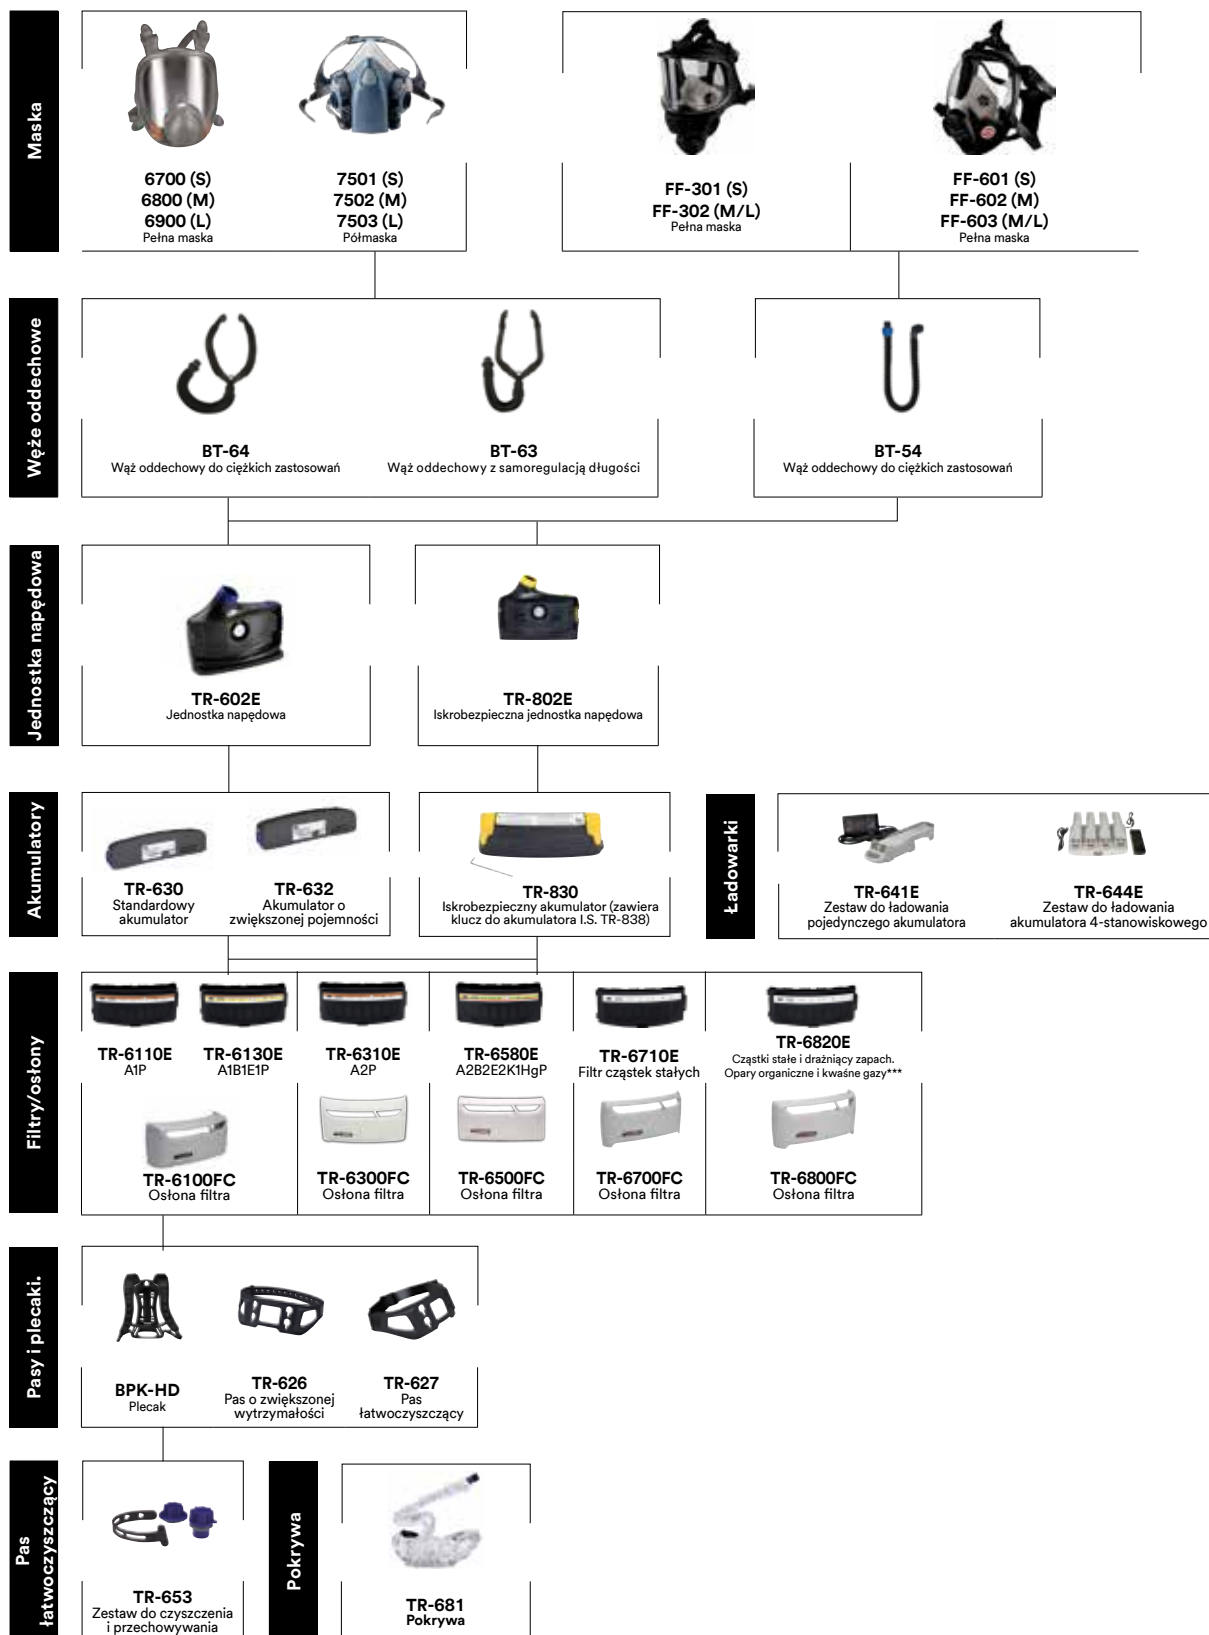 Maska
6700 (S)
6800 (M)
6900 (L)
Pełna maska
7501 (S)
7502 (M)
7503 (L)
Półmaska
FF-301 (S)
FF-302 (M/L)
Pełna maska
FF-601 (S)
FF-602 (M)
FF-603 (M/L)
Pełna maska
Węże oddechowe
BT-64
Wąż oddechowy do ciężkich zastosowań
BT-63
Wąż oddechowy z samoregulacją długości
BT-54
Wąż oddechowy do ciężkich zastosowań
Jednostka napędowa
TR-602E
Jednostka napędowa
TR-802E
Iskrobezpieczna jednostka napędowa
Akumulatory
TR-630
Standardowy
akumulator
TR-632
Akumulator o
zwiększonej pojemności
TR-830
Iskrobezpieczny akumulator (zawiera
klucz do akumulatora I.S. TR-838)
Ładowarki
TR-641E
Zestaw do ładowania
pojedynczego akumulatora
TR-644E
Zestaw do ładowania
akumulatora 4-stanowiskowego
Filtry/osłony
TR-6110E
A1P
TR-6130E
A1B1E1P
TR-6310E
A2P
TR-6580E
A2B2E2K1HgP
TR-6710E
Filtr cząstek stałych
TR-6820E
Cząstki stałe i drażniący zapach.
Opary organiczne i kwaśne gazy***
TR-6100FC
Osłona filtra
TR-6300FC
Osłona filtra
TR-6500FC
Osłona filtra
TR-6700FC
Osłona filtra
TR-6800FC
Osłona filtra
Pasy i plecaki.
BPK-HD
Plecak
TR-626
Pas o zwiększonej
wytrzymałości
TR-627
Pas
łatwoczyszczący
Pas
łatwoczyszczący
TR-653
Zestaw do czyszczenia
i przechowywania
Pokrywa
TR-681
Pokrywa